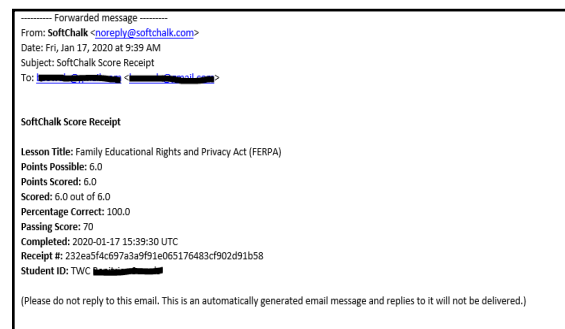 ---------- Forwarded message ---------
From: SoftChalk <noreply@softchalk.com>
Date: Fri, Jan 17, 2020 at 9:39 AM
Subject: SoftChalk Score Receipt
To:
SoftChalk Score Receipt
Lesson Title: Family Educational Rights and Privacy Act (FERPA)
Points Possible: 6.0
Points Scored: 6.0
Scored: 6.0 out of 6.0
Percentage Correct: 100.0
Passing Score: 70
Completed: 2020-01-17 15:39:30 UTC
Receipt #: 232ea5f4c697a3a9f91e065176483cf902d91b58
Student ID: TWC
(Please do not reply to this email. This is an automatically generated email message and replies to it will not be delivered.)